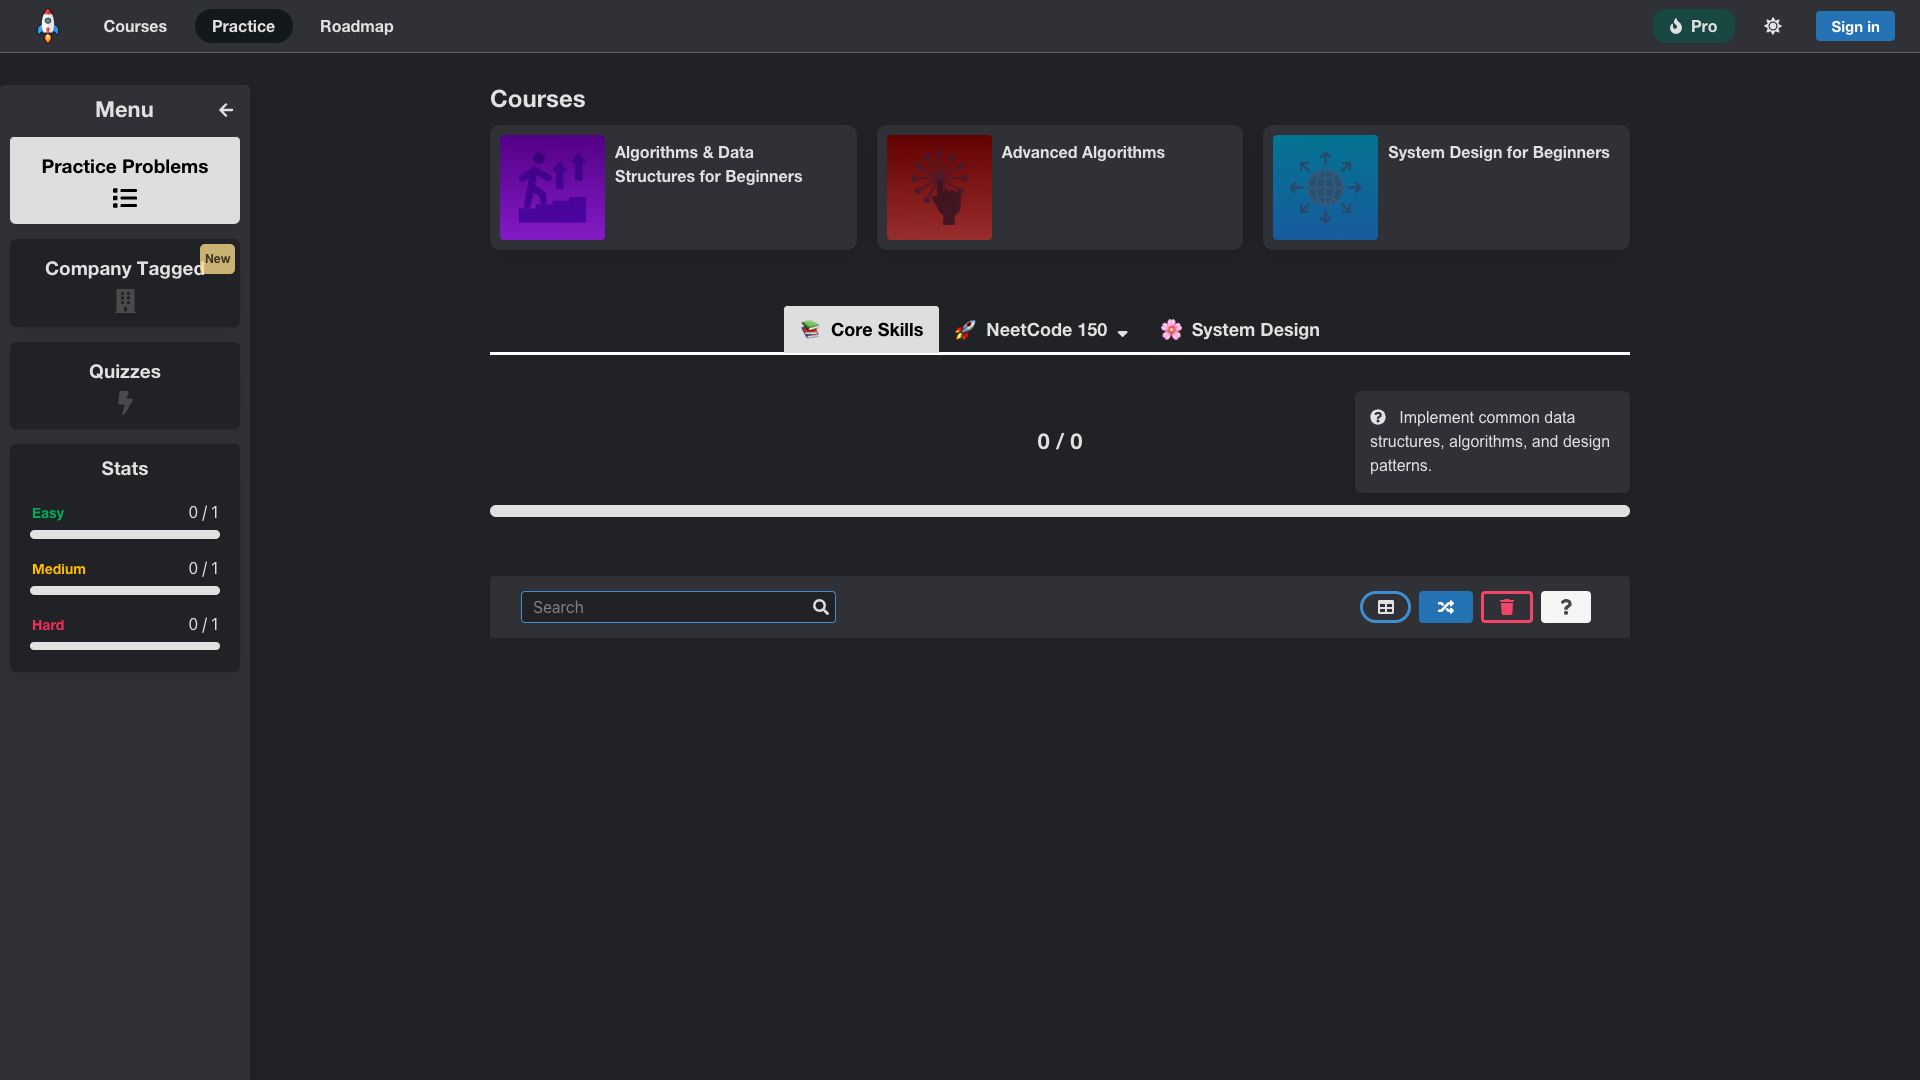 Courses
Practice
Roadmap
Pro
Sign in
Menu
Practice Problems
Company Tagged
New
Quizzes
Stats
Easy
0 / 1
Medium
0 / 1
Hard
0 / 1
Courses
Algorithms & Data
Structures for Beginners
Advanced Algorithms
System Design for Beginners
Core Skills
NeetCode 150
System Design
0 / 0
Implement common data
structures, algorithms, and design
patterns.
Search